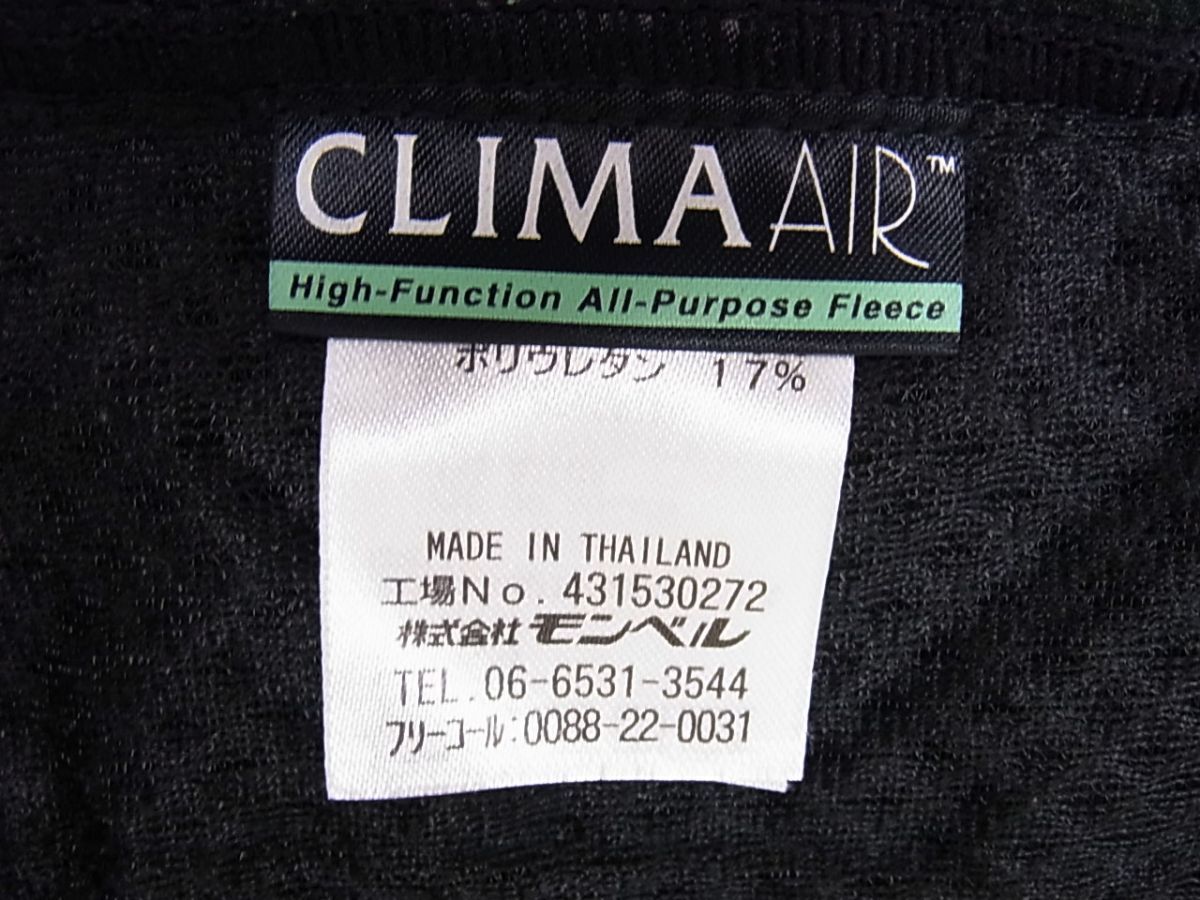 CLIMAAIR™
High-Function All-Purpose Fleece
ポリウレタン 17%
MADE IN THAILAND
工場No. 431530272
株式会社モンベル
TEL. 06-6531-3544
フリーコール:0088-22-0031